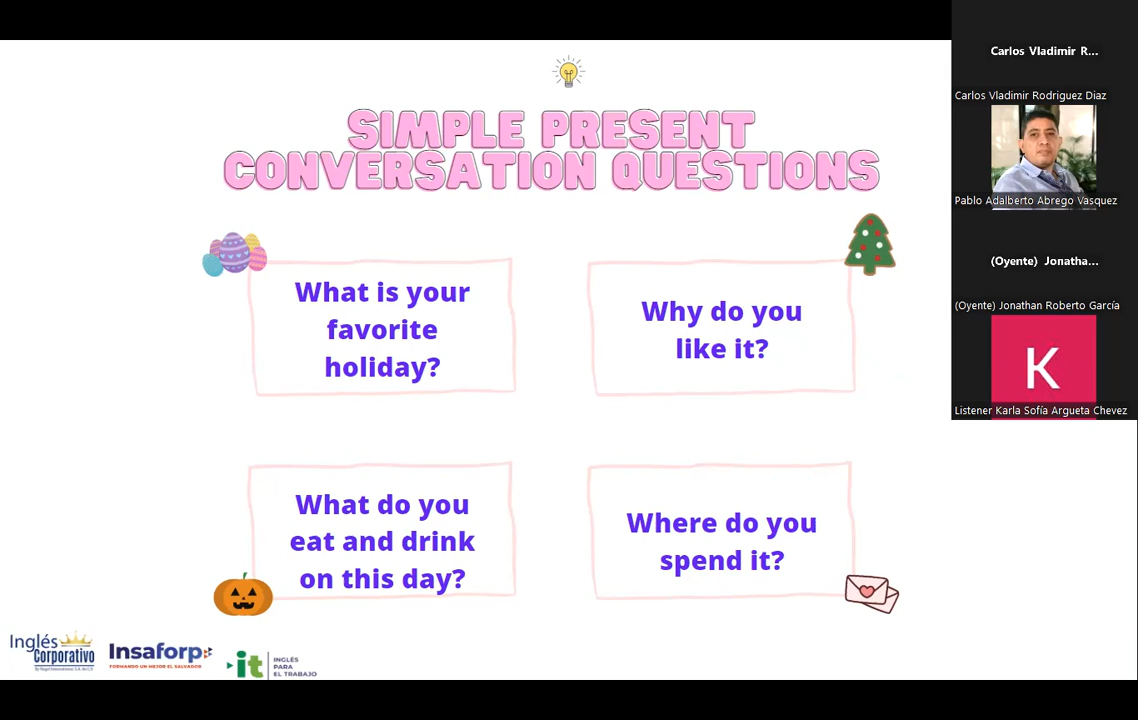 SIMPLE PRESENT
CONVERSATION QUESTIONS
What is your
favorite
holiday?
Why do you
like it?
What do you
eat and drink
on this day?
Where do you
spend it?
Carlos Vladimir R...
Carlos Vladimir Rodriguez Diaz
Pablo Adalberto Abrego Vasquez
(Oyente) Jonatha...
(Oyente) Jonathan Roberto García
K
Listener Karla Sofía Argueta Chevez
Inglés
Corporativo
Insaforp
FORMANDO UN MEJOR EL SALVADOR
it
INGLÉS
PARA
EL TRABAJO